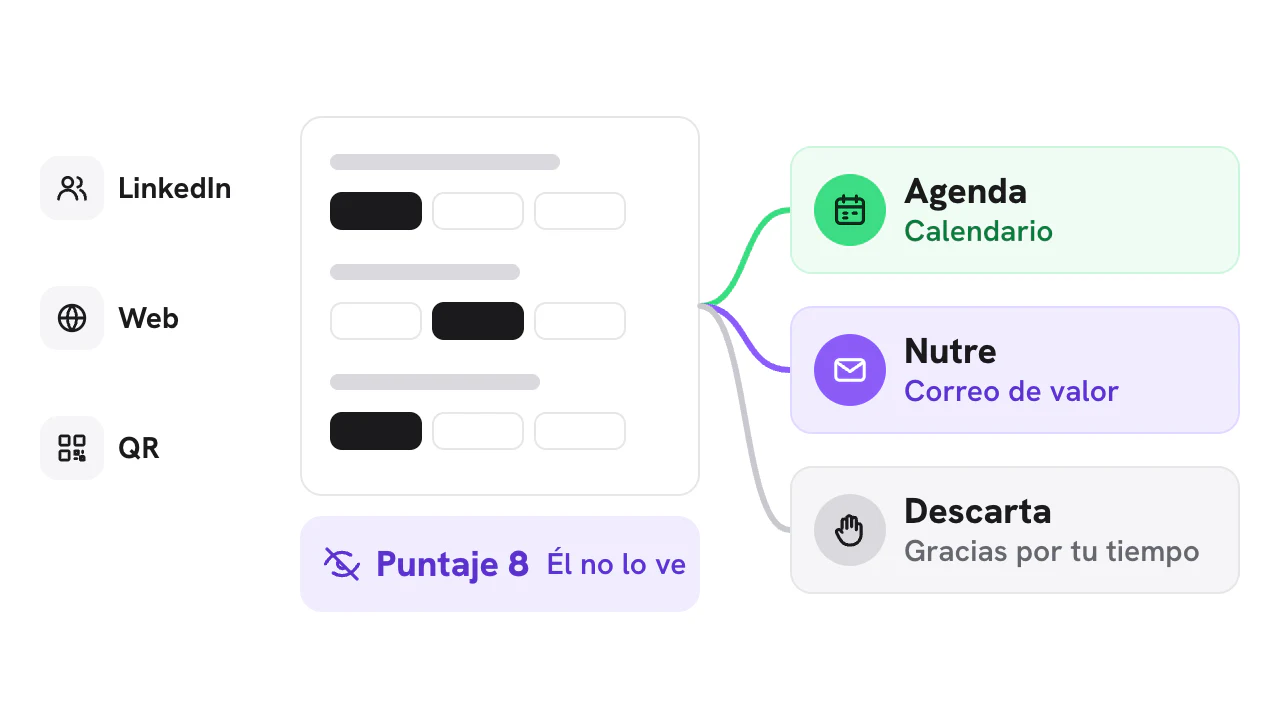 LinkedIn
Web
QR
Puntaje 8 Él no lo ve
Agenda
Calendario
Nutre
Correo de valor
Descarta
Gracias por tu tiempo